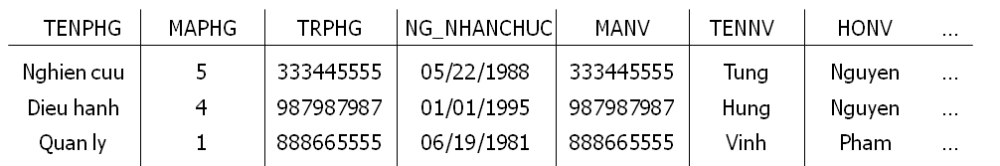 TENPHG MAPHG TRPHG NG_NHANCHUC MANV TENNV HONV ...
Nghien cuu 5 333445555 05/22/1988 333445555 Tung Nguyen ...
Dieu hanh 4 987987987 01/01/1995 987987987 Hung Nguyen ...
Quan ly 1 888665555 06/19/1981 888665555 Vinh Pham ...